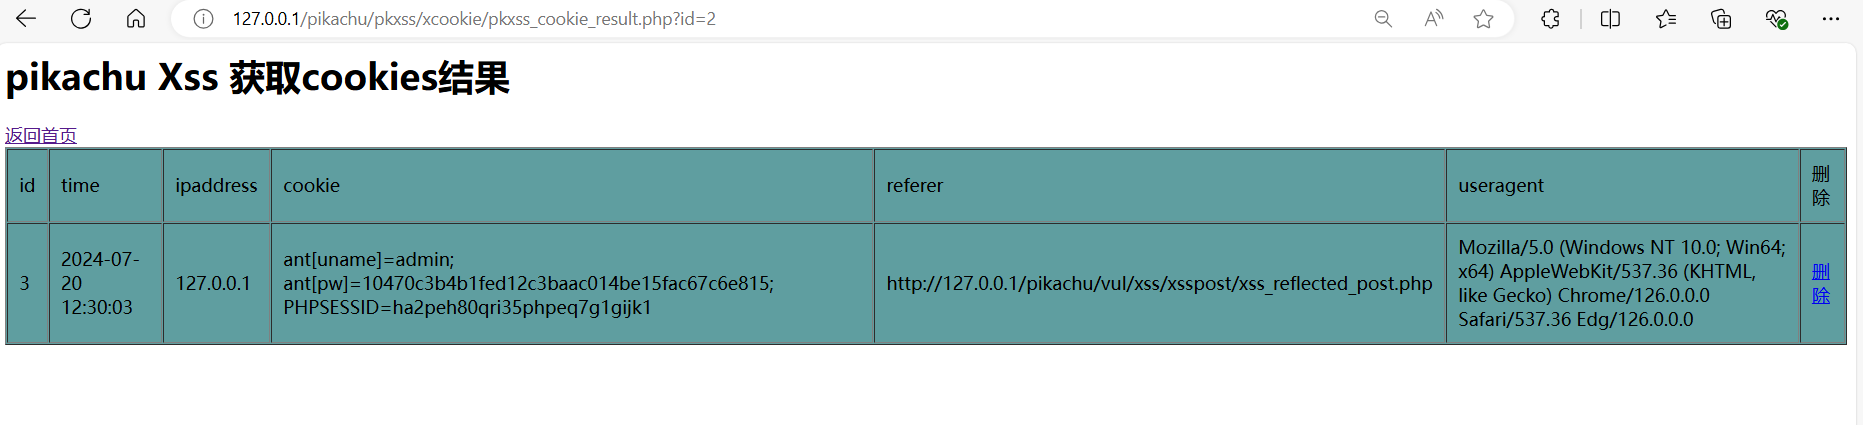 127.0.0.1/pikachu/pkxss/xcookie/pkxss_cookie_result.php?id=2
pikachu Xss 获取cookies结果
返回首页
id
time
ipaddress
cookie
referer
useragent
删
除
3
2024-07-
20
12:30:03
127.0.0.1
ant[uname]=admin;
ant[pw]=10470c3b4b1fed12c3baac014be15fac67c6e815;
PHPSESSID=ha2peh80qri35phpeq7g1gijk1
http://127.0.0.1/pikachu/vul/xss/xsspost/xss_reflected_post.php
Mozilla/5.0 (Windows NT 10.0; Win64;
x64) AppleWebKit/537.36 (KHTML,
like Gecko) Chrome/126.0.0.0
Safari/537.36 Edg/126.0.0.0
删
除